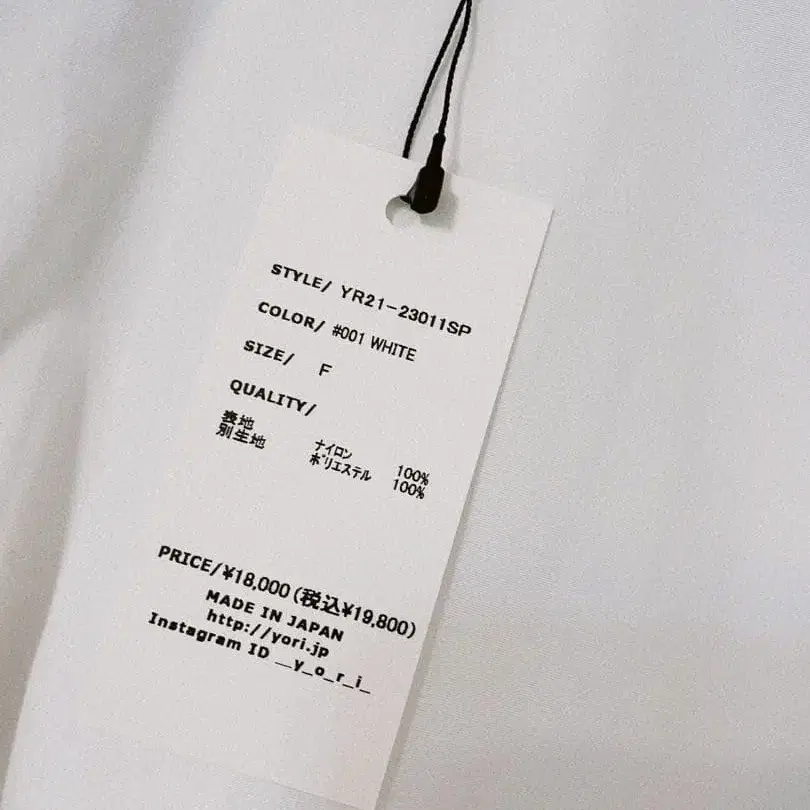 STYLE/ YR21-23011SP
COLOR/ #001 WHITE
SIZE/ F
QUALITY/
表地 ナイロン 100%
別生地 ポリエステル 100%
PRICE/¥18,000(税込¥19,800)
MADE IN JAPAN
http://yori.jp
Instagram ID __y_o_r_i_